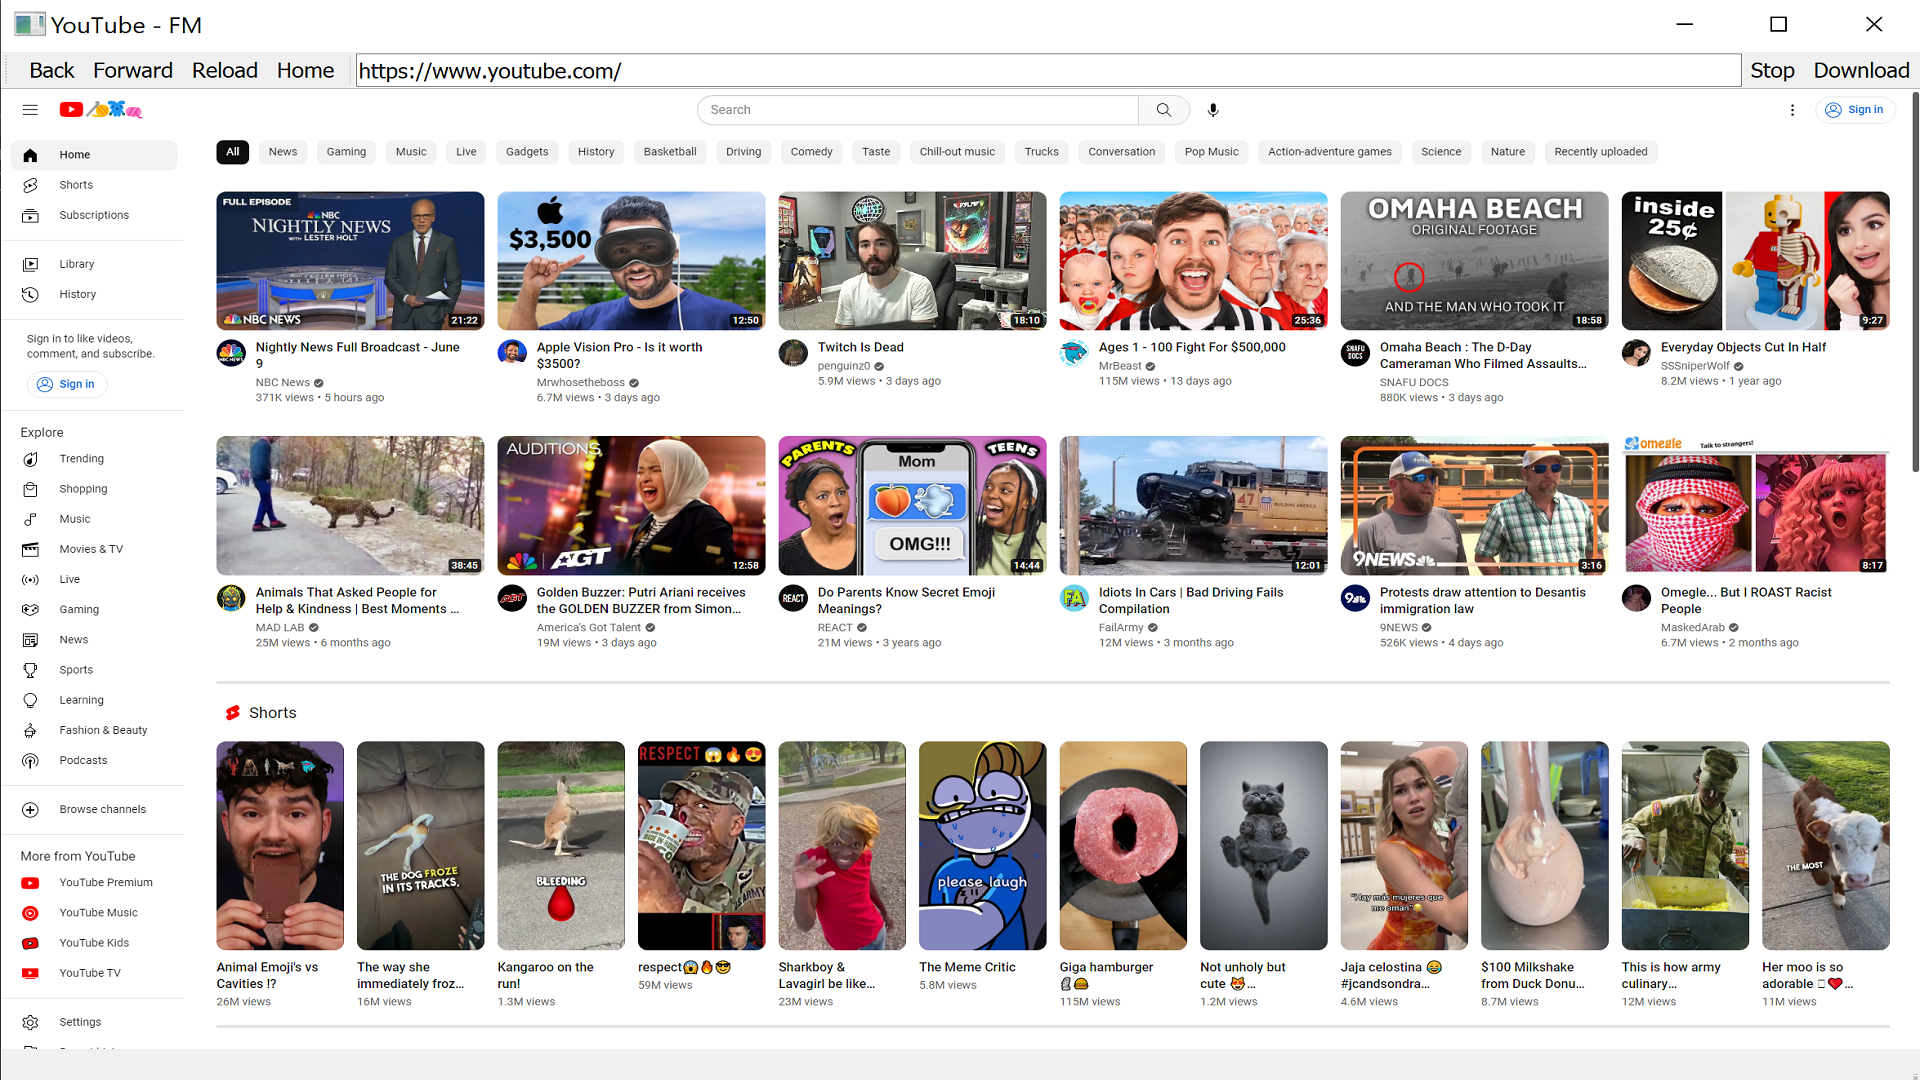 YouTube - FM
Back Forward Reload Home https://www.youtube.com/ Stop Download
Search
Sign in
Home
Shorts
Subscriptions
Library
History
Sign in to like videos,
comment, and subscribe.
Sign in
Explore
Trending
Shopping
Music
Movies & TV
Live
Gaming
News
Sports
Learning
Fashion & Beauty
Podcasts
Browse channels
More from YouTube
YouTube Premium
YouTube Music
YouTube Kids
YouTube TV
Settings
All News Gaming Music Live Gadgets History Basketball Driving Comedy Taste Chill-out music Trucks Conversation Pop Music Action-adventure games Science Nature Recently uploaded
FULL EPISODE
NBC
NIGHTLY NEWS
WITH LESTER HOLT
NBC NEWS
21:22
Nightly News Full Broadcast - June
9
NBC News
371K views • 5 hours ago
$3,500
12:50
Apple Vision Pro - Is it worth
$3500?
Mrwhosetheboss
6.7M views • 3 days ago
18:10
Twitch Is Dead
penguinz0
5.9M views • 3 days ago
25:36
Ages 1 - 100 Fight For $500,000
MrBeast
115M views • 13 days ago
OMAHA BEACH
ORIGINAL FOOTAGE
AND THE MAN WHO TOOK IT
18:58
SNAFU
DOCS
Omaha Beach : The D-Day
Cameraman Who Filmed Assaults...
SNAFU DOCS
880K views • 3 days ago
inside
25¢
9:27
Everyday Objects Cut In Half
SSSniperWolf
8.2M views • 1 year ago
38:45
Animals That Asked People for
Help & Kindness | Best Moments ...
MAD LAB
25M views • 6 months ago
AUDITIONS
AGT
12:58
AGT
Golden Buzzer: Putri Ariani receives
the GOLDEN BUZZER from Simon...
America's Got Talent
19M views • 3 days ago
PARENTS
TEENS
Mom
OMG!!!
14:44
REACT
Do Parents Know Secret Emoji
Meanings?
REACT
21M views • 3 years ago
47
BUILDING AMERICA
12:01
FA
Idiots In Cars | Bad Driving Fails
Compilation
FailArmy
12M views • 3 months ago
9NEWS
3:16
Protests draw attention to Desantis
immigration law
9NEWS
526K views • 4 days ago
omegle
Talk to strangers!
8:17
Omegle... But I ROAST Racist
People
MaskedArab
6.7M views • 2 months ago
Shorts
Animal Emoji's vs
Cavities !?
26M views
THE DOG FROZE
IN ITS TRACKS,
The way she
immediately froz...
16M views
BLEEDING
Kangaroo on the
run!
1.3M views
RESPECT😱🔥😍
respect😱🔥😎
59M views
Sharkboy &
Lavagirl be like...
23M views
please laugh
The Meme Critic
5.8M views
Giga hamburger
🗿🍔
115M views
Not unholy but
cute 😻...
1.2M views
"Hay más mujeres que
me aman"
Jaja celostina 😂
#jcandsondra...
4.6M views
$100 Milkshake
from Duck Donu...
8.7M views
This is how army
culinary...
12M views
THE MOST
Her moo is so
adorable ▯❤️...
11M views